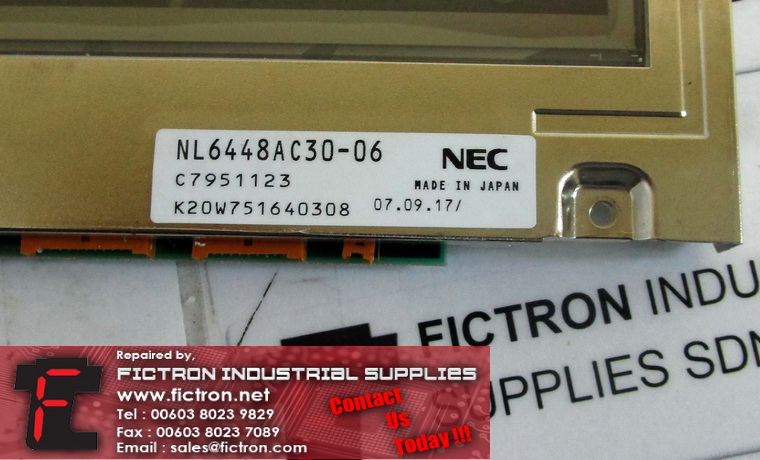 NL6448AC30-06
NEC
C7951123
MADE IN JAPAN
K20W751640308
07.09.17/
FICTRON INDU
UPPLIES SDN
Repaired by,
FICTRON INDUSTRIAL SUPPLIES
www.fictron.net
Tel : 00603 8023 9829
Fax : 00603 8023 7089
Email : sales@fictron.com
Contact
Us
Today !!!